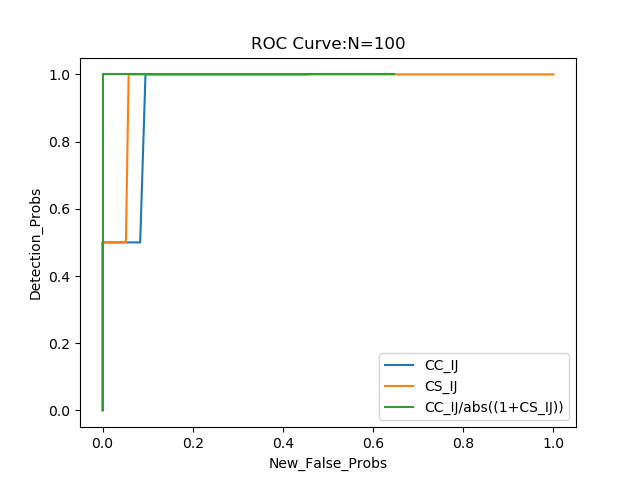 ROC Curve:N=100
1.0
0.8
0.6
0.4
0.2
0.0
Detection_Probs
0.0 0.2 0.4 0.6 0.8 1.0
New_False_Probs
CC_IJ
CS_IJ
CC_IJ/abs((1+CS_IJ))